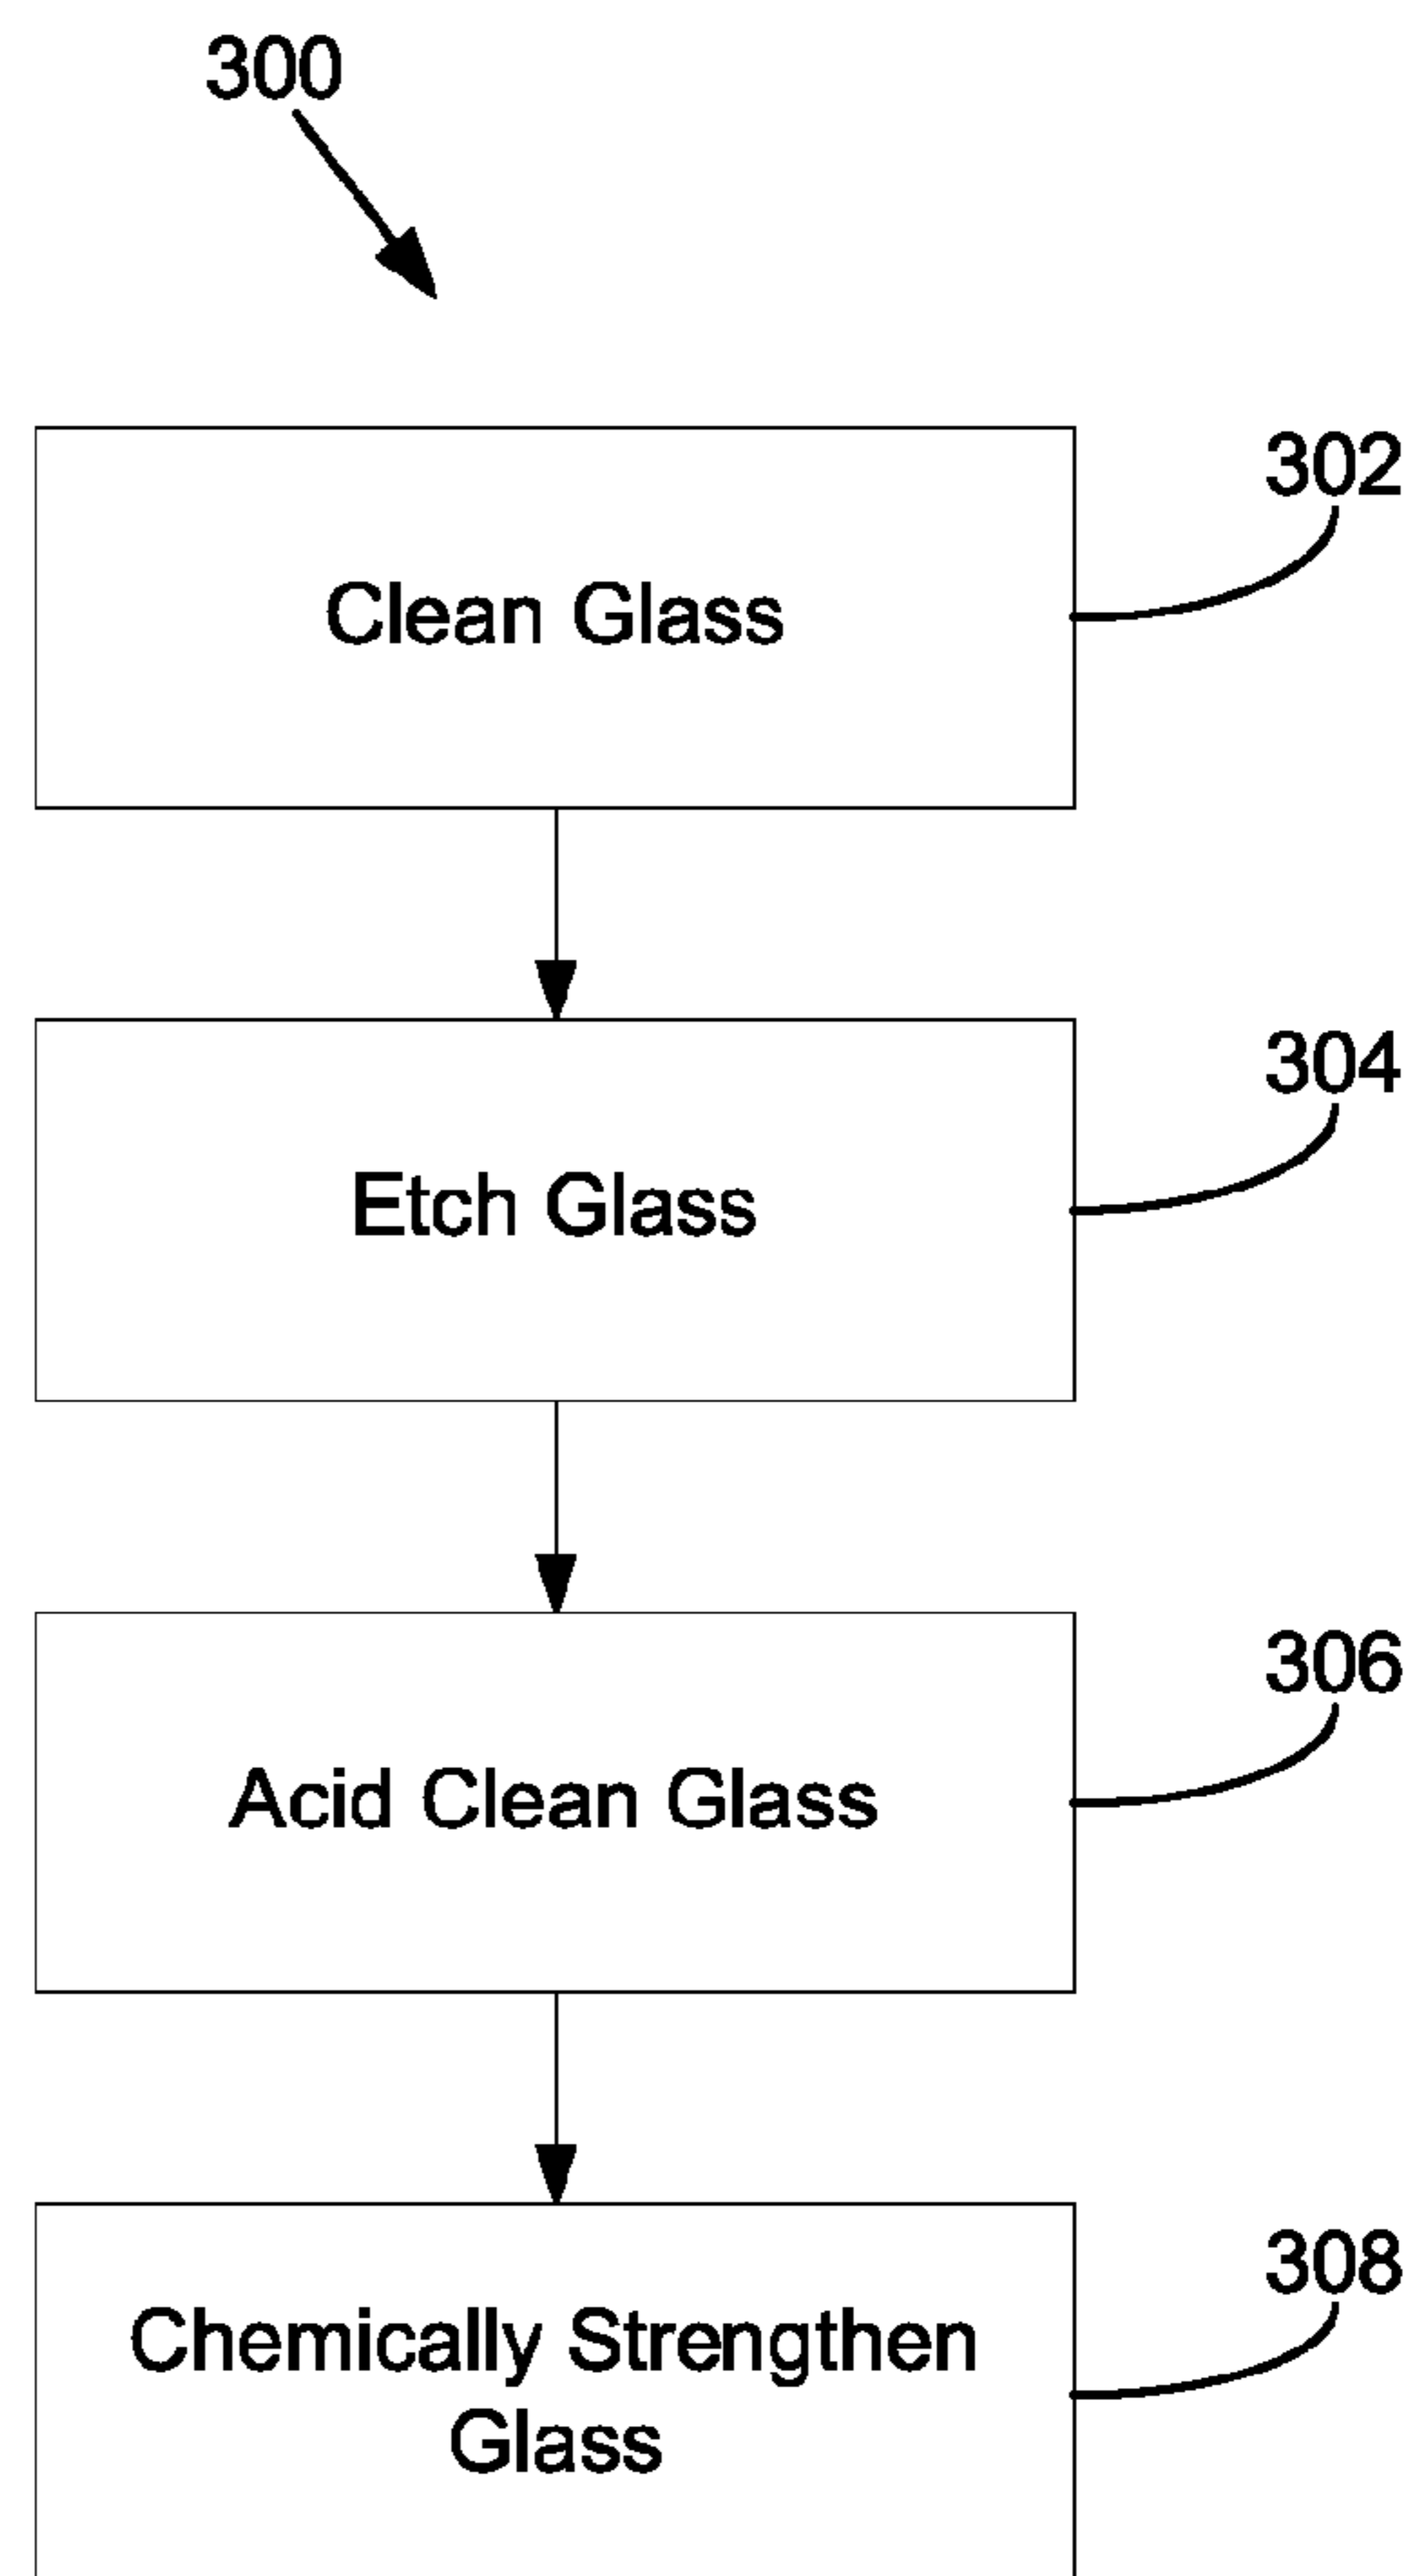 300
302
Clean Glass
304
Etch Glass
306
Acid Clean Glass
308
Chemically Strengthen
Glass